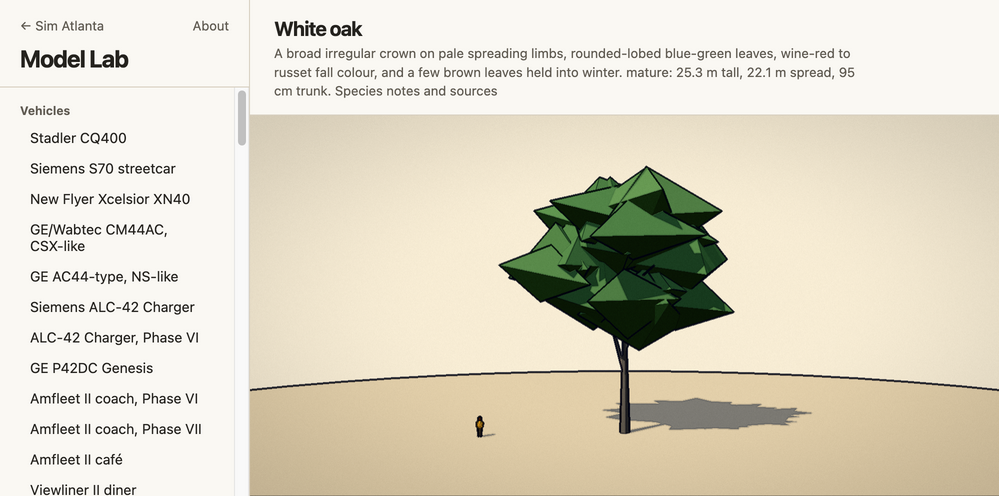 ← Sim Atlanta
About
Model Lab
Vehicles
Stadler CQ400
Siemens S70 streetcar
New Flyer Xcelsior XN40
GE/Wabtec CM44AC,
CSX-like
GE AC44-type, NS-like
Siemens ALC-42 Charger
ALC-42 Charger, Phase VI
GE P42DC Genesis
Amfleet II coach, Phase VI
Amfleet II coach, Phase VII
Amfleet II café
Viewliner II diner
White oak
A broad irregular crown on pale spreading limbs, rounded-lobed blue-green leaves, wine-red to
russet fall colour, and a few brown leaves held into winter. mature: 25.3 m tall, 22.1 m spread, 95
cm trunk. Species notes and sources